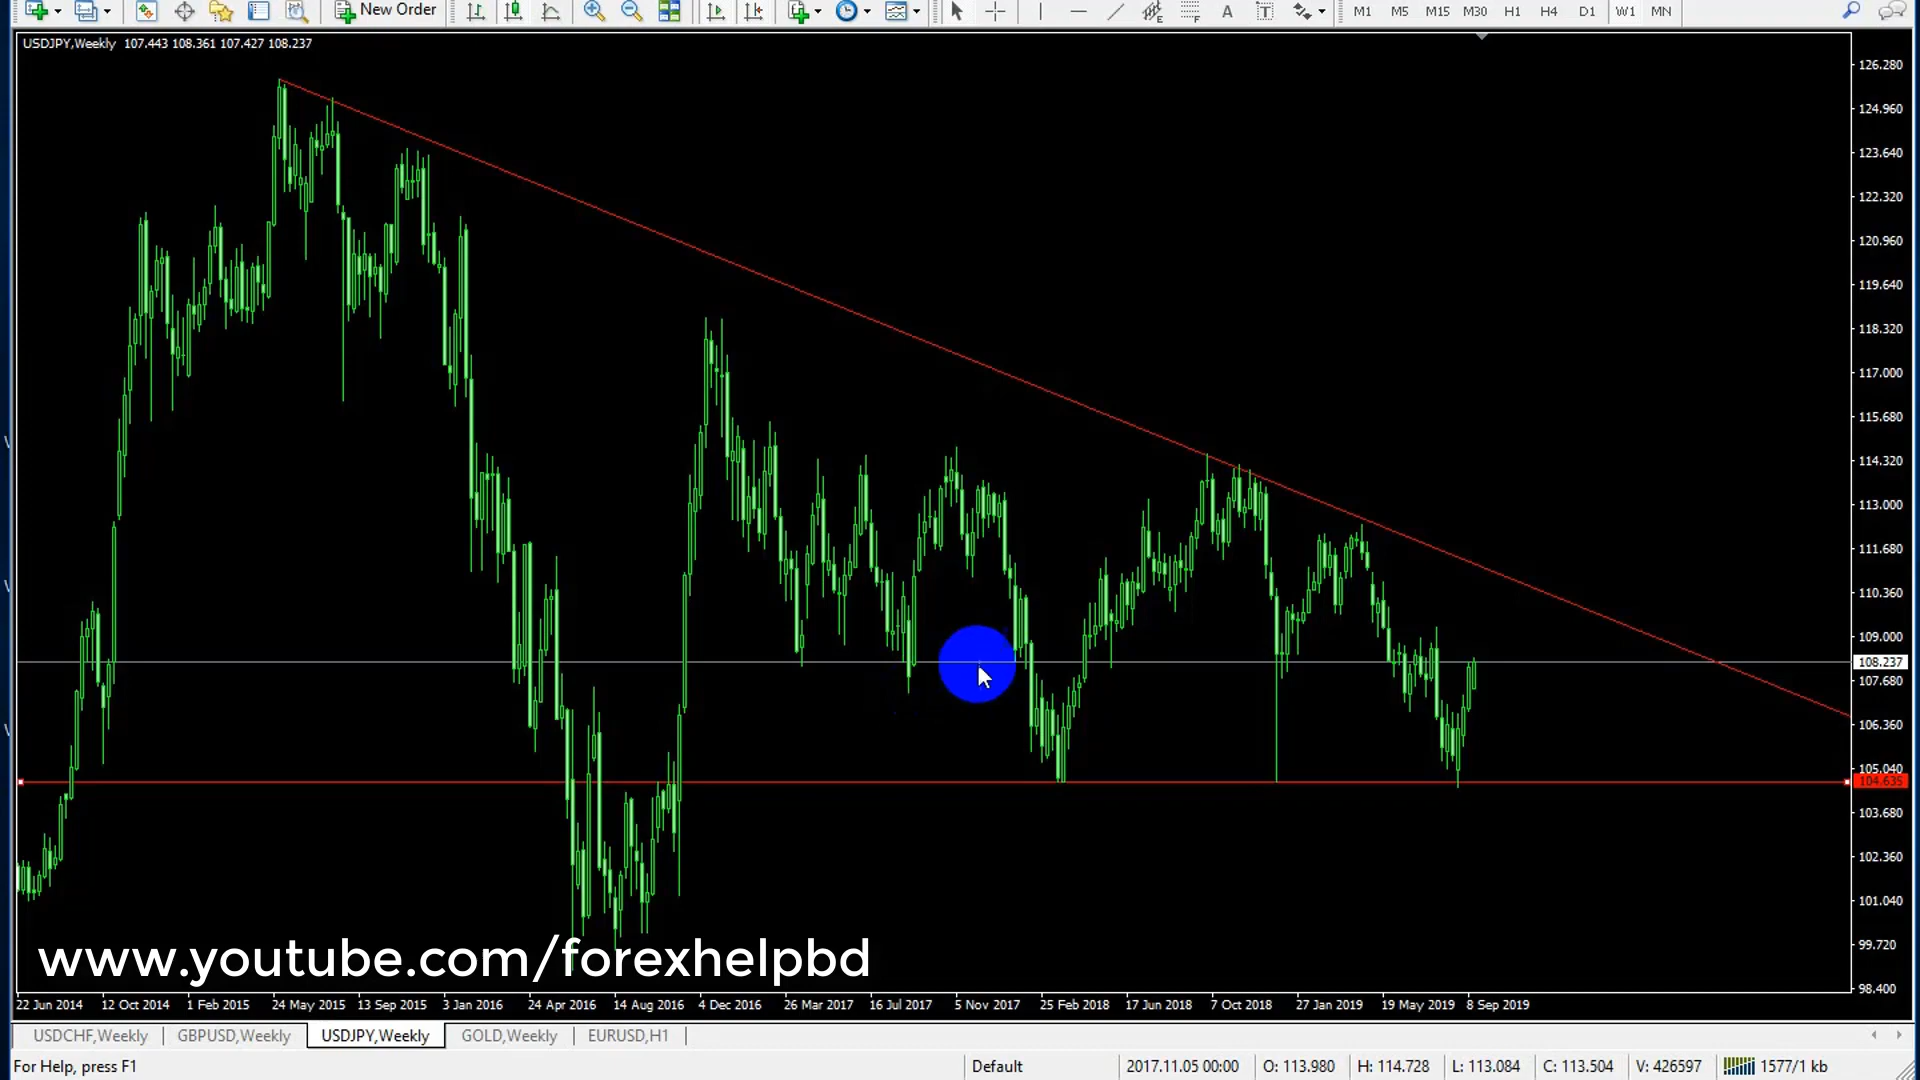 New Order
A
T
M1 M5 M15 M30 H1 H4 D1 W1 MN
USDJPY,Weekly 107.443 108.361 107.427 108.237
126.280
124.960
123.640
122.320
120.960
119.640
118.320
117.000
115.680
114.320
113.000
111.680
110.360
109.000
108.237
107.680
106.360
105.040
104.635
103.680
102.360
101.040
99.720
98.400
www.youtube.com/forexhelpbd
22 Jun 2014 12 Oct 2014 1 Feb 2015 24 May 2015 13 Sep 2015 3 Jan 2016 24 Apr 2016 14 Aug 2016 4 Dec 2016 26 Mar 2017 16 Jul 2017 5 Nov 2017 25 Feb 2018 17 Jun 2018 7 Oct 2018 27 Jan 2019 19 May 2019 8 Sep 2019
USDCHF,Weekly GBPUSD,Weekly USDJPY,Weekly GOLD,Weekly EURUSD,H1
For Help, press F1 Default 2017.11.05 00:00 O: 113.980 H: 114.728 L: 113.084 C: 113.504 V: 426597 1577/1 kb